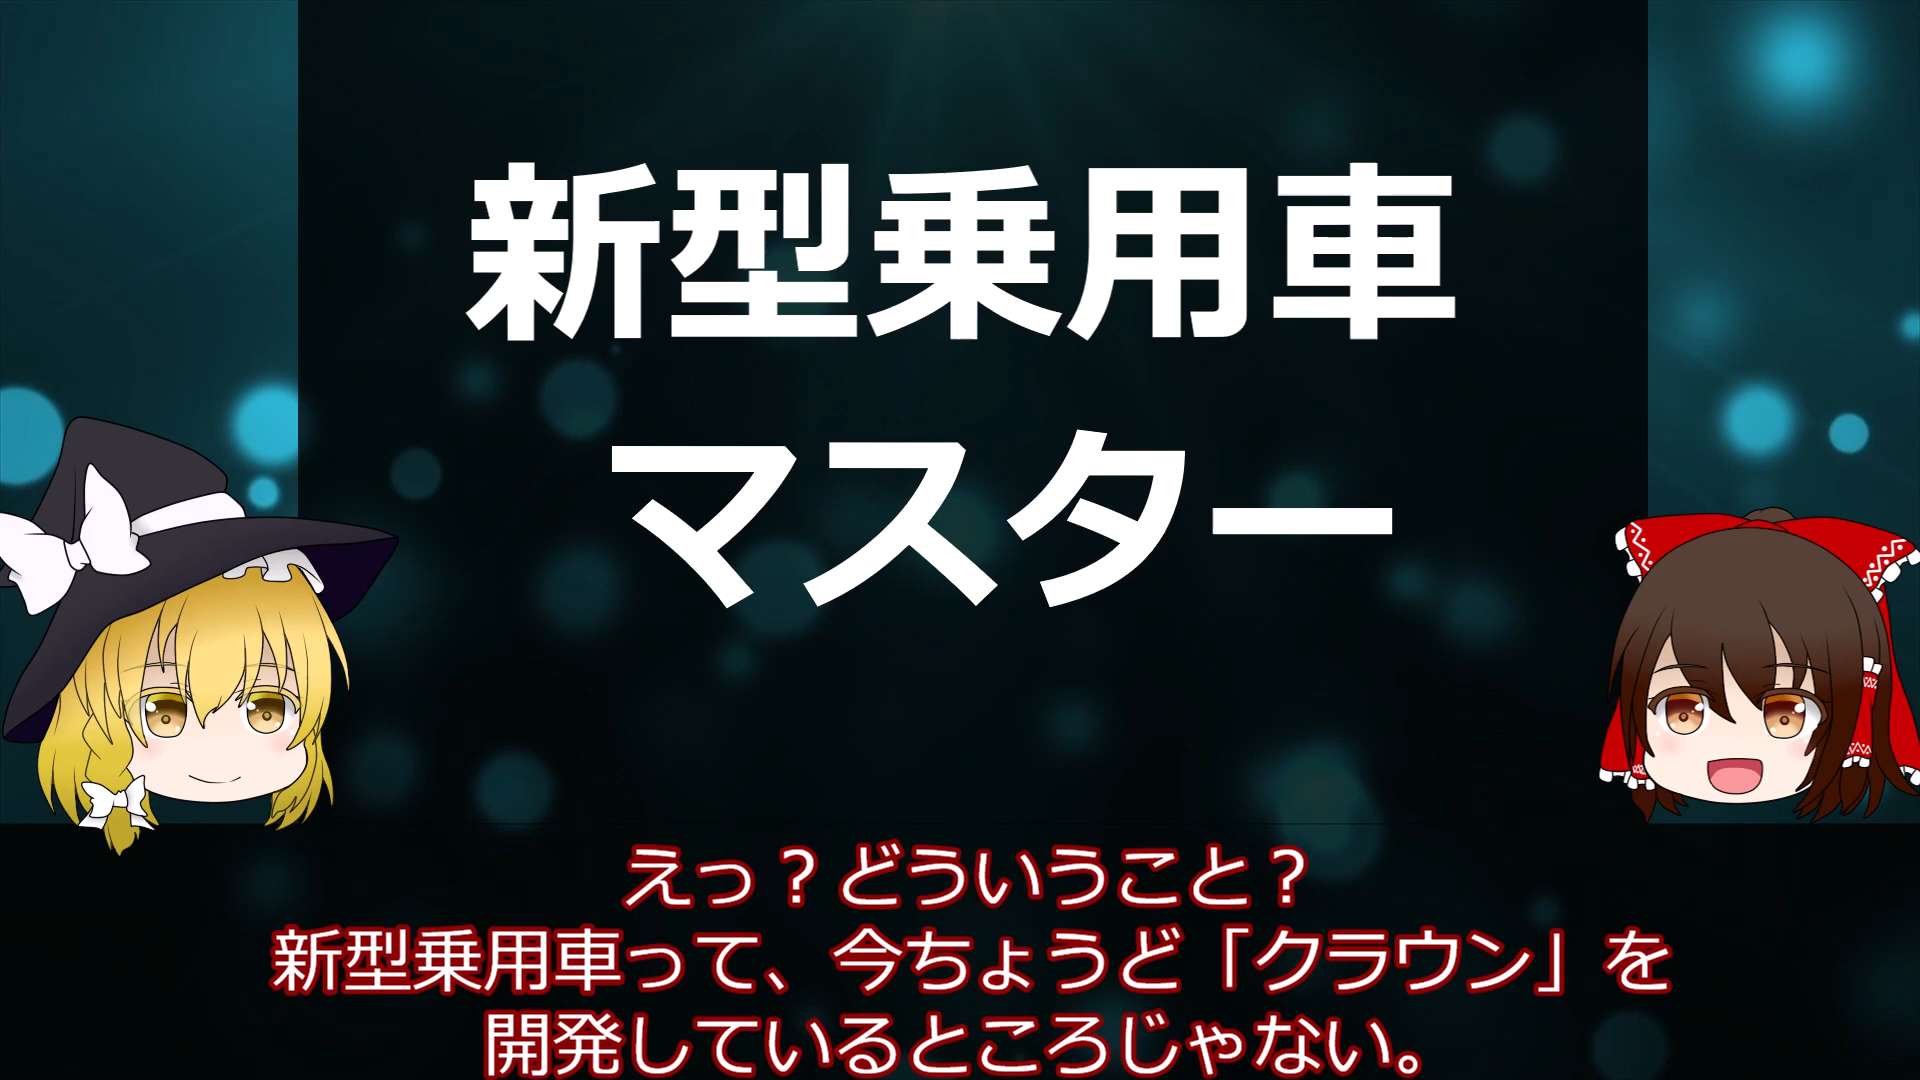 新型乗用車
マスター
えっ？どういうこと？
新型乗用車って、今ちょうど「クラウン」を
開発しているところじゃない。